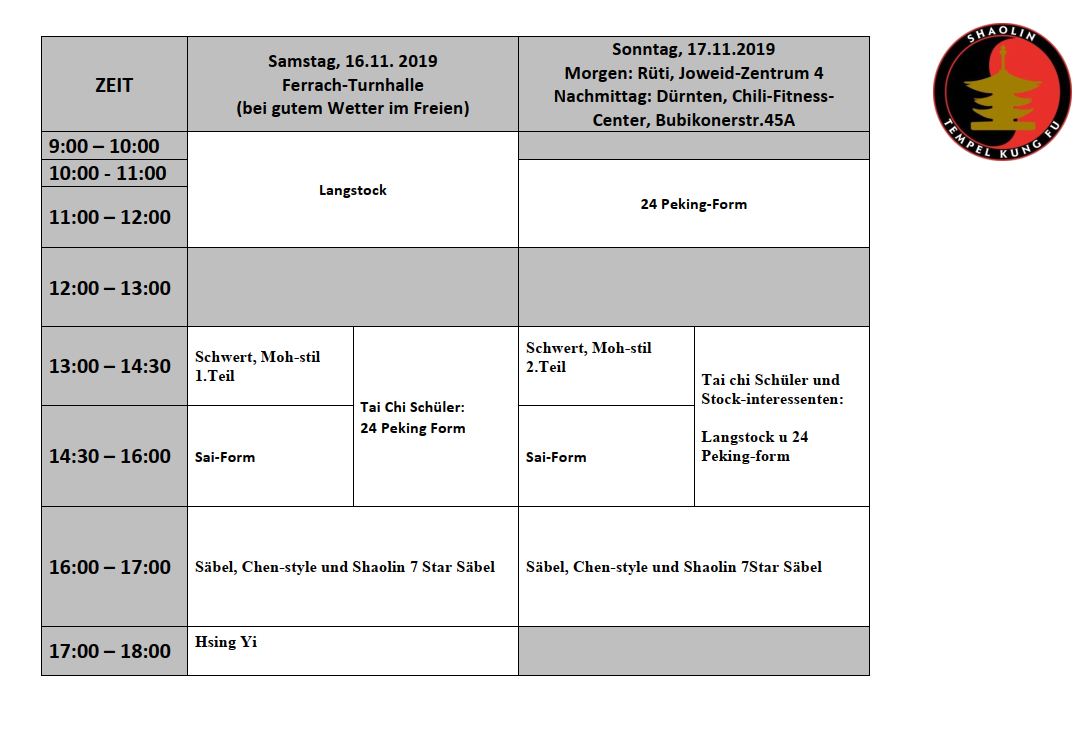 ZEIT
Samstag, 16.11. 2019
Ferrach-Turnhalle
(bei gutem Wetter im Freien)
Sonntag, 17.11.2019
Morgen: Rüti, Joweid-Zentrum 4
Nachmittag: Dürnten, Chili-Fitness-
Center, Bubikonerstr.45A
9:00 – 10:00
10:00 - 11:00
11:00 – 12:00
Langstock
24 Peking-Form
12:00 – 13:00
13:00 – 14:30
Schwert, Moh-stil
1.Teil
Tai Chi Schüler:
24 Peking Form
Schwert, Moh-stil
2.Teil
Tai chi Schüler und
Stock-interessenten:
Langstock u 24
Peking-form
14:30 – 16:00
Sai-Form
Sai-Form
16:00 – 17:00
Säbel, Chen-style und Shaolin 7 Star Säbel
Säbel, Chen-style und Shaolin 7Star Säbel
17:00 – 18:00
Hsing Yi
SHAOLIN
TEMPEL KUNG FU